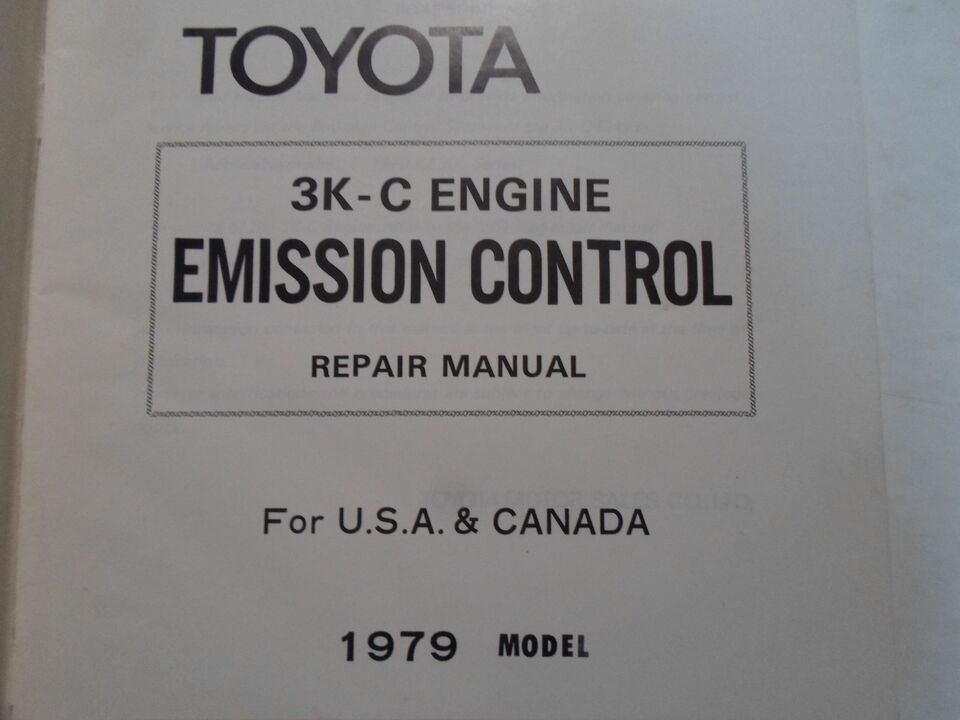 TOYOTA
3K-C ENGINE
EMISSION CONTROL
REPAIR MANUAL
For U.S.A. & CANADA
1979 MODEL